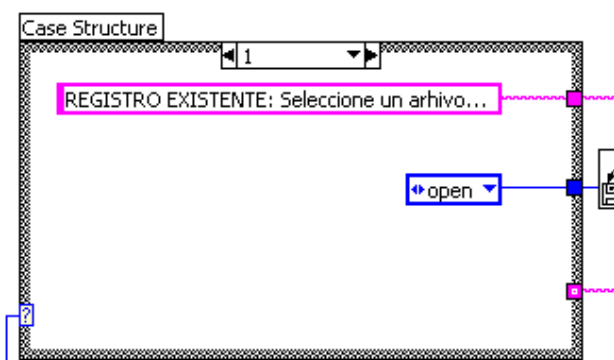 Case Structure
1
REGISTRO EXISTENTE: Seleccione un arhivo...
open
?